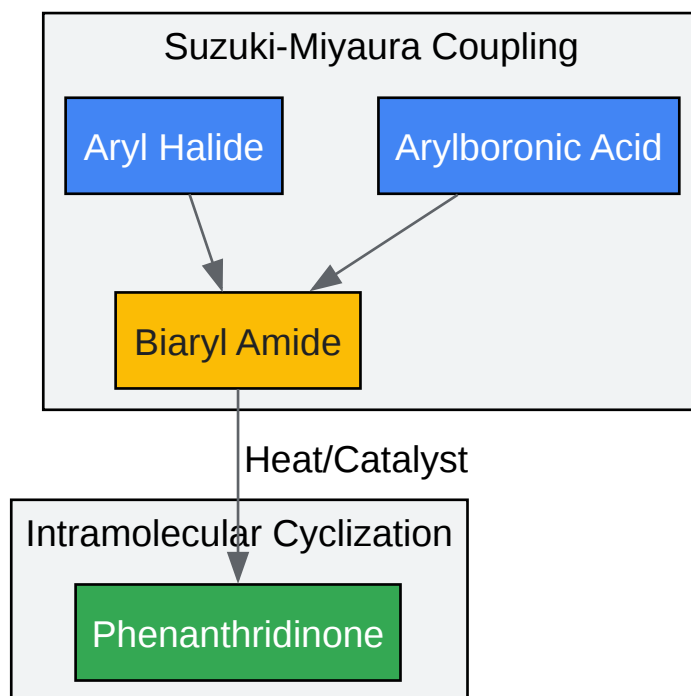 Suzuki-Miyaura Coupling
Aryl Halide
Arylboronic Acid
Biaryl Amide
Heat/Catalyst
Intramolecular Cyclization
Phenanthridinone